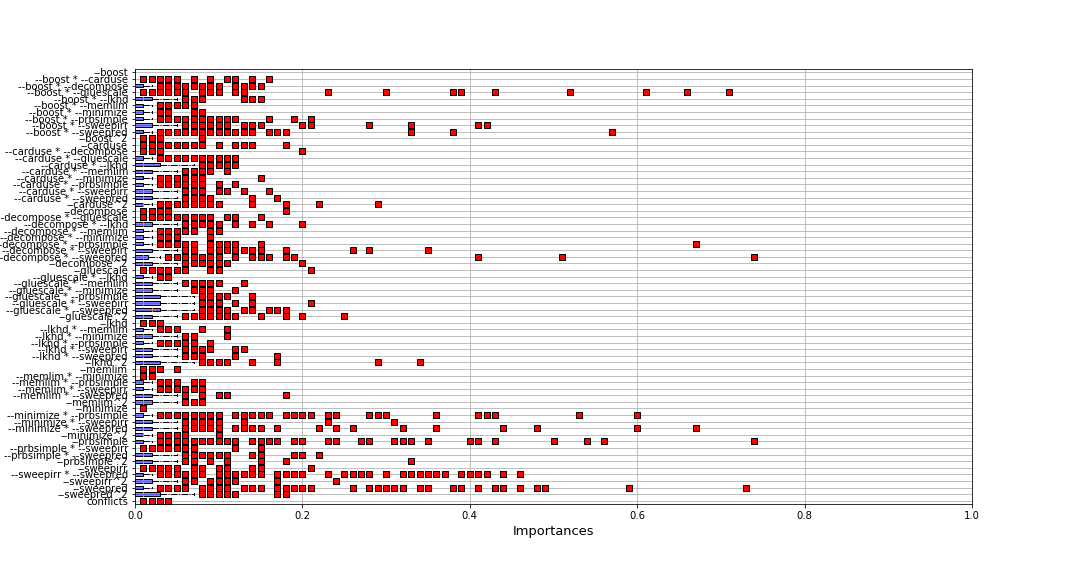 --boost
--boost * --carduse
--boost * --decompose
--boost * --gluescale
--boost * --lkhd
--boost * --memlim
--boost * --minimize
--boost * --prbsimple
--boost * --sweepirr
--boost * --sweepred
--boost^2
--carduse
--carduse * --decompose
--carduse * --gluescale
--carduse * --lkhd
--carduse * --memlim
--carduse * --minimize
--carduse * --prbsimple
--carduse * --sweepirr
--carduse * --sweepred
--carduse^2
--decompose
-decompose * --gluescale
--decompose * --lkhd
--decompose * --memlim
--decompose * --minimize
-decompose * --prbsimple
--decompose * --sweepirr
-decompose * --sweepred
--decompose^2
--gluescale
--gluescale * --lkhd
--gluescale * --memlim
--gluescale * --minimize
--gluescale * --prbsimple
--gluescale * --sweepirr
--gluescale * --sweepred
--gluescale^2
--lkhd
--lkhd * --memlim
--lkhd * --minimize
--lkhd * --prbsimple
--lkhd * --sweepirr
--lkhd * --sweepred
--lkhd^2
--memlim
--memlim * --minimize
--memlim * --prbsimple
--memlim * --sweepirr
--memlim * --sweepred
--memlim^2
--minimize
--minimize * --prbsimple
--minimize * --sweepirr
--minimize * --sweepred
--minimize^2
--prbsimple
--prbsimple * --sweepirr
--prbsimple * --sweepred
--prbsimple^2
--sweepirr
--sweepirr * --sweepred
--sweepirr^2
--sweepred
--sweepred^2
conflicts
0.0 0.2 0.4 0.6 0.8 1.0
Importances